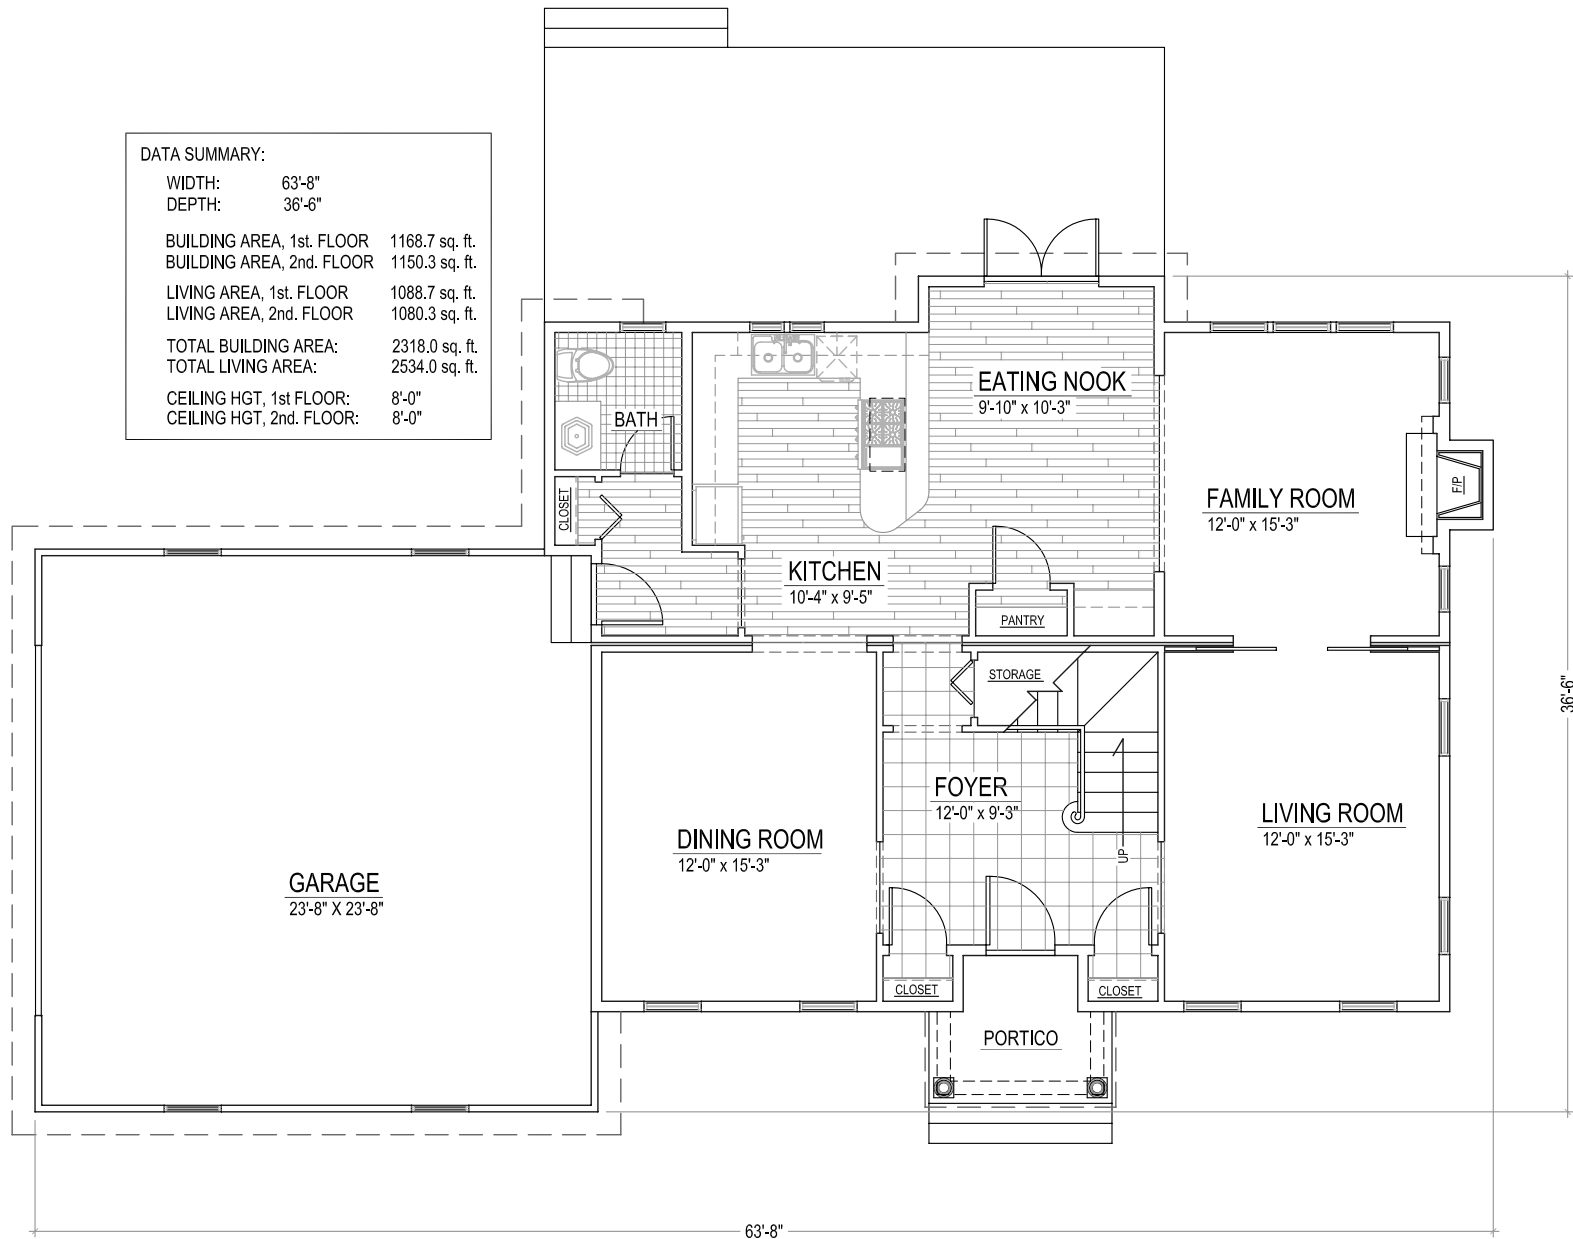 DATA SUMMARY:
WIDTH: 63'-8"
DEPTH: 36'-6"
BUILDING AREA, 1st. FLOOR 1168.7 sq. ft.
BUILDING AREA, 2nd. FLOOR 1150.3 sq. ft.
LIVING AREA, 1st. FLOOR 1088.7 sq. ft.
LIVING AREA, 2nd. FLOOR 1080.3 sq. ft.
TOTAL BUILDING AREA: 2318.0 sq. ft.
TOTAL LIVING AREA: 2534.0 sq. ft.
CEILING HGT, 1st FLOOR: 8'-0"
CEILING HGT, 2nd. FLOOR: 8'-0"
EATING NOOK
9'-10" x 10'-3"
BATH
CLOSET
FAMILY ROOM
12'-0" x 15'-3"
F/P
KITCHEN
10'-4" x 9'-5"
PANTRY
STORAGE
36'-6"
FOYER
12'-0" x 9'-3"
UP
LIVING ROOM
12'-0" x 15'-3"
DINING ROOM
12'-0" x 15'-3"
GARAGE
23'-8" X 23'-8"
CLOSET
CLOSET
PORTICO
63'-8"